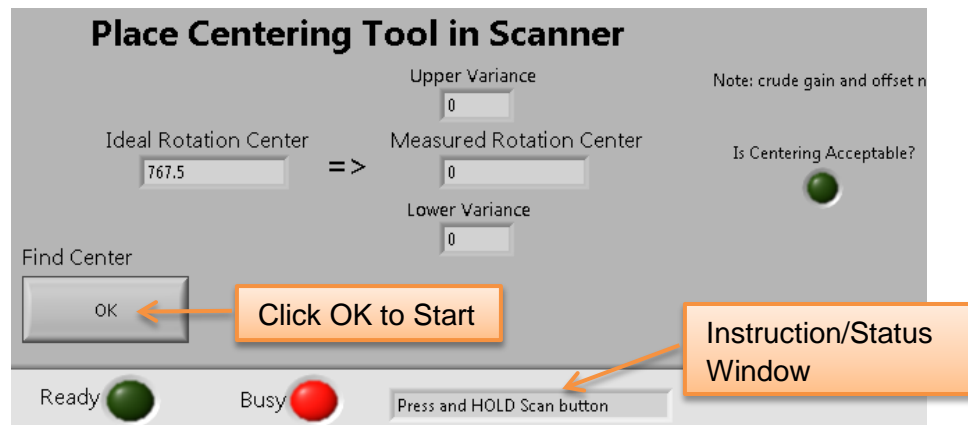 Place Centering Tool in Scanner
Upper Variance
0
Note: crude gain and offset n
Ideal Rotation Center
767.5
=>
Measured Rotation Center
0
Is Centering Acceptable?
Lower Variance
0
Find Center
OK
Click OK to Start
Instruction/Status
Window
Ready
Busy
Press and HOLD Scan button